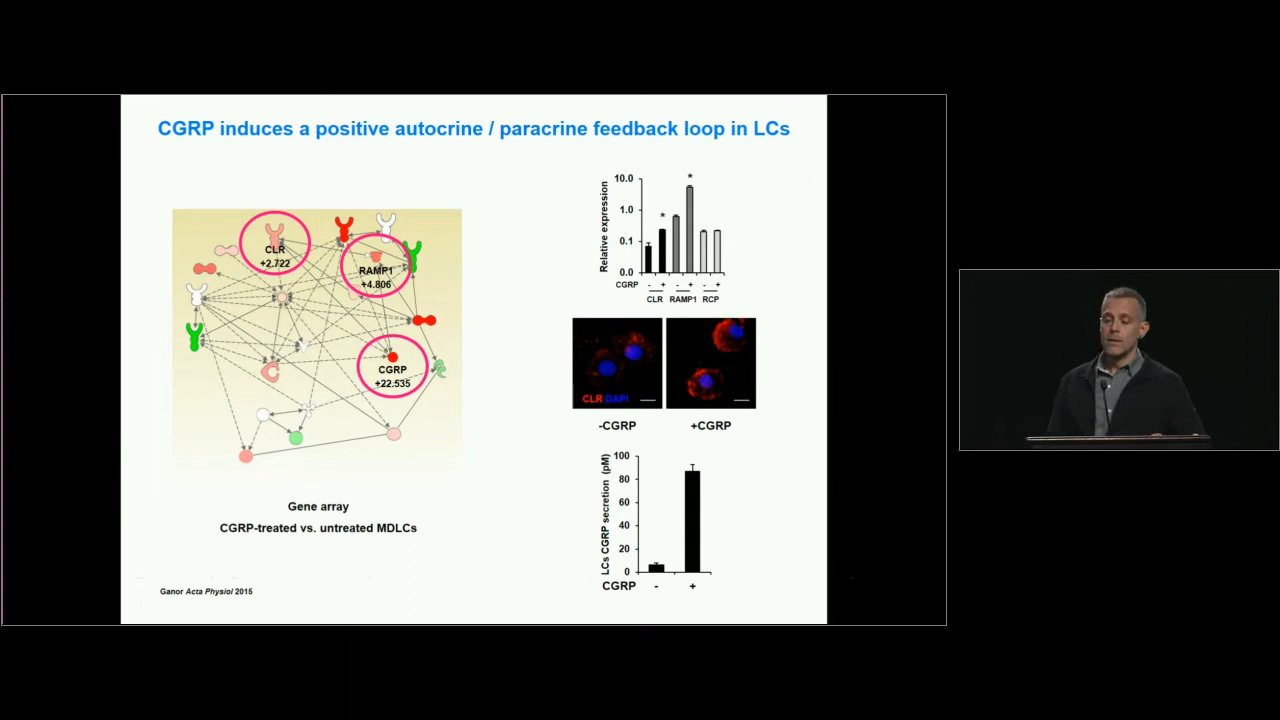 CGRP induces a positive autocrine / paracrine feedback loop in LCs
CLR
+2.722
RAMP1
+4.806
CGRP
+22.535
Gene array
CGRP-treated vs. untreated MDLCs
Ganor Acta Physiol 2015
Relative expression
10.0
1.0
0.1
0.0
*
*
CGRP - + - + - +
CLR RAMP1 RCP
CLR DAPI
-CGRP +CGRP
LCs CGRP secretion (pM)
100
80
60
40
20
0
CGRP - +